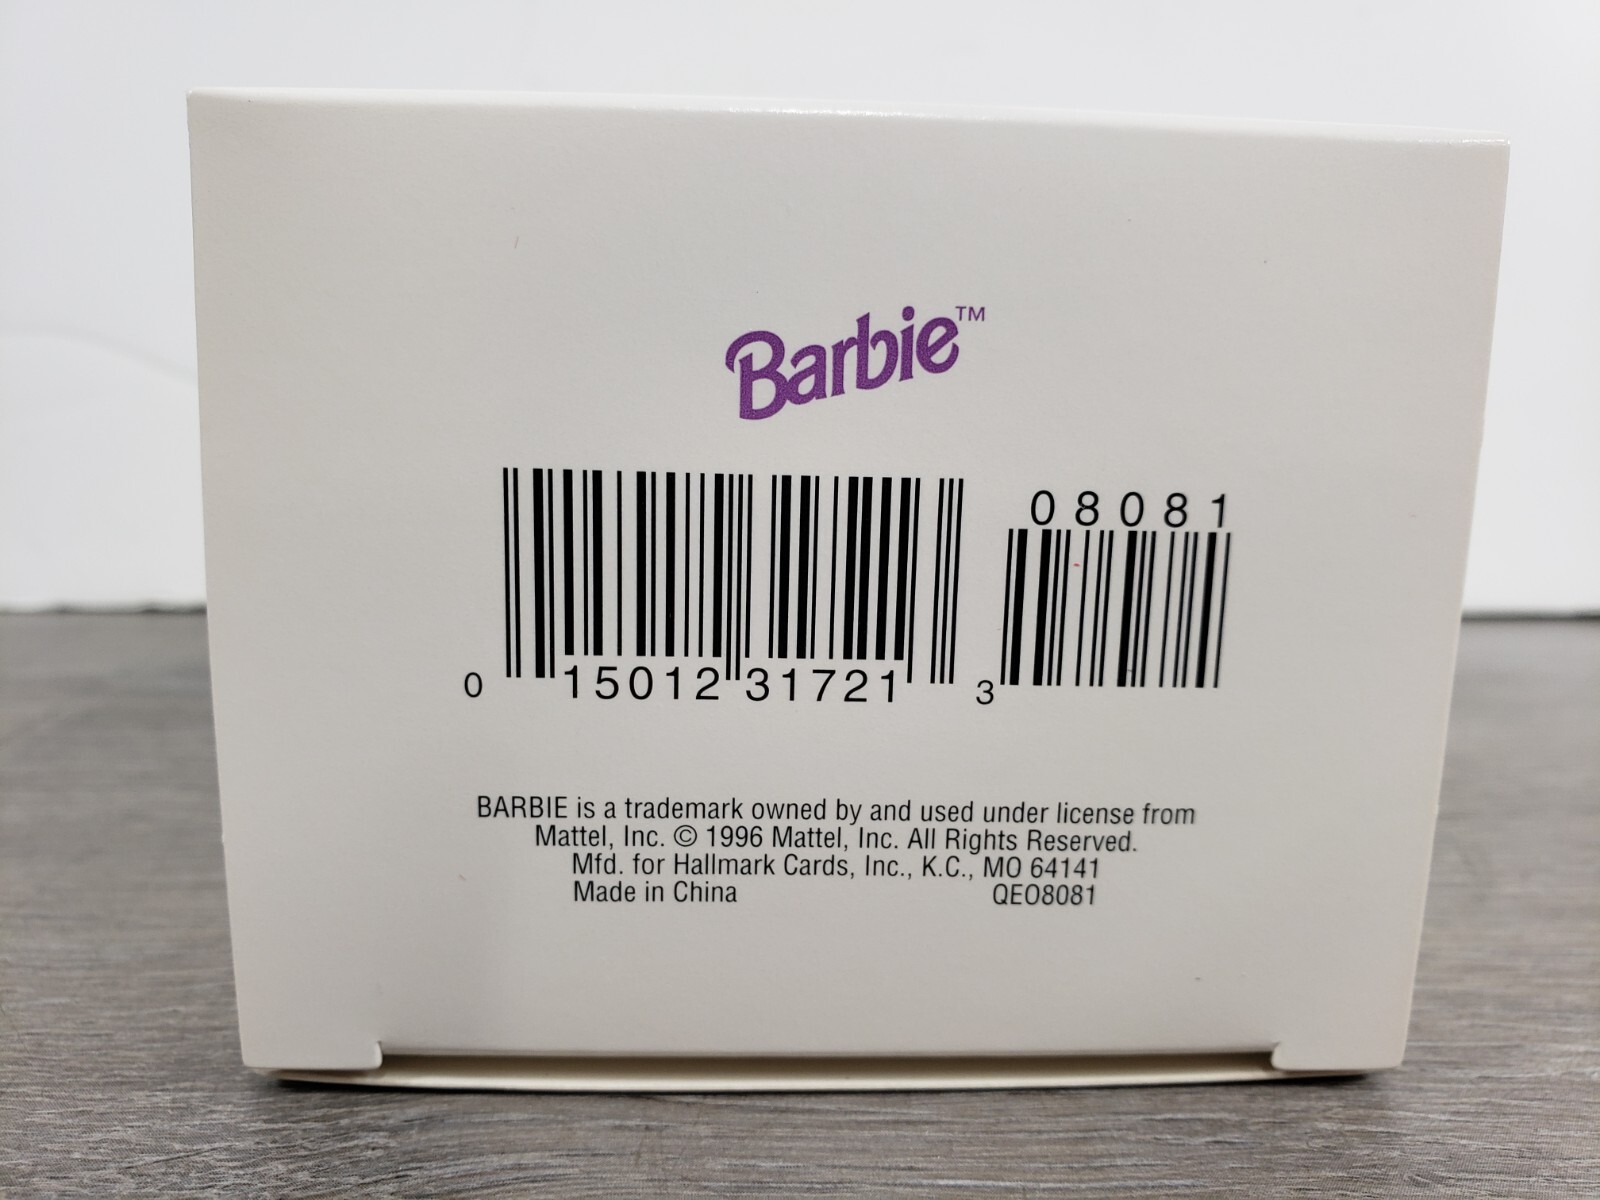 Barbie™
08081
0 15012 31721 3
BARBIE is a trademark owned by and used under license from
Mattel, Inc. © 1996 Mattel, Inc. All Rights Reserved.
Mfd. for Hallmark Cards, Inc., K.C., MO 64141
Made in China QEO8081